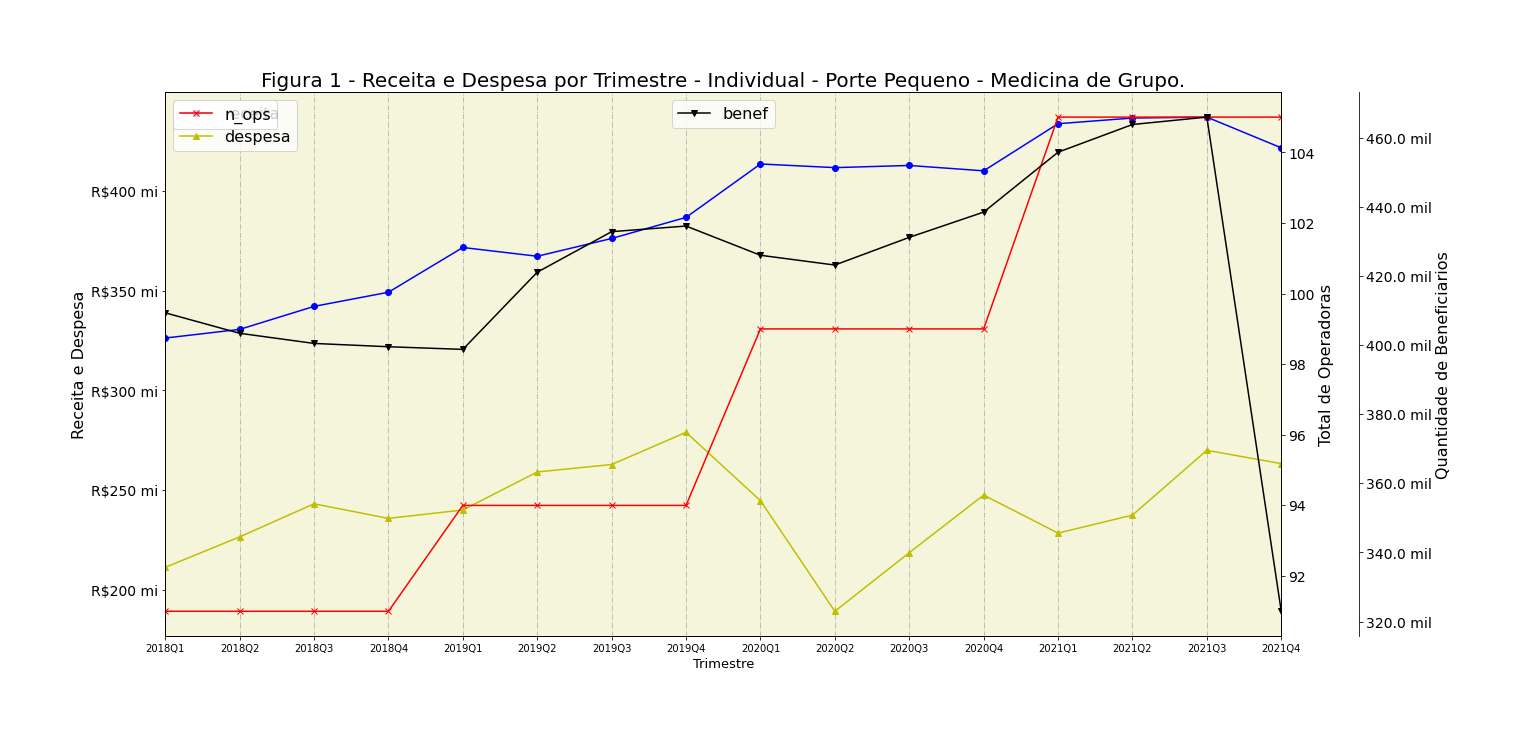 Figura 1 - Receita e Despesa por Trimestre - Individual - Porte Pequeno - Medicina de Grupo.
n_ops
despesa
benef
R$400 mi
R$350 mi
R$300 mi
R$250 mi
R$200 mi
Receita e Despesa
104
102
100
98
96
94
92
Total de Operadoras
460.0 mil
440.0 mil
420.0 mil
400.0 mil
380.0 mil
360.0 mil
340.0 mil
320.0 mil
Quantidade de Beneficiarios
2018Q1 2018Q2 2018Q3 2018Q4 2019Q1 2019Q2 2019Q3 2019Q4 2020Q1 2020Q2 2020Q3 2020Q4 2021Q1 2021Q2 2021Q3 2021Q4
Trimestre